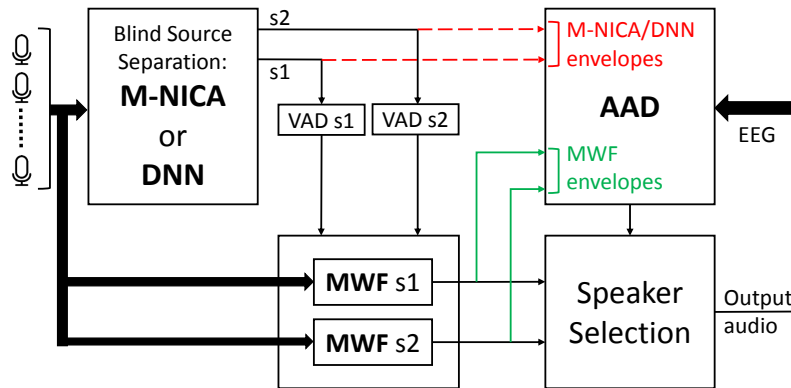 Blind Source
Separation:
M-NICA
or
DNN
s2
s1
VAD s1
VAD s2
M-NICA/DNN
envelopes
AAD
MWF
envelopes
EEG
MWF s1
MWF s2
Speaker
Selection
Output
audio